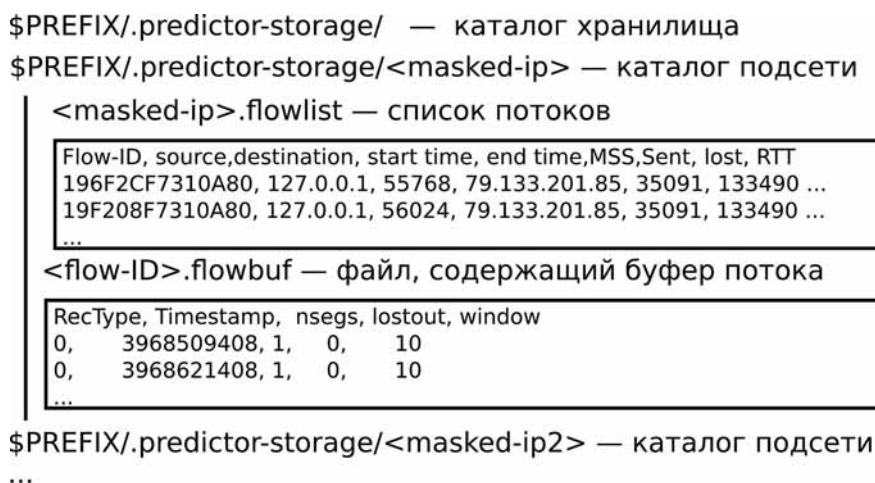 $PREFIX/.predictor-storage/ — каталог хранилища
$PREFIX/.predictor-storage/<masked-ip> — каталог подсети
<masked-ip>.flowlist — список потоков
Flow-ID, source,destination, start time, end time,MSS,Sent, lost, RTT
196F2CF7310A80, 127.0.0.1, 55768, 79.133.201.85, 35091, 133490 ...
19F208F7310A80, 127.0.0.1, 56024, 79.133.201.85, 35091, 133490 ...
...
<flow-ID>.flowbuf — файл, содержащий буфер потока
RecType, Timestamp, nsegs, lostout, window
0, 3968509408, 1, 0, 10
0, 3968621408, 1, 0, 10
...
$PREFIX/.predictor-storage/<masked-ip2> — каталог подсети
...